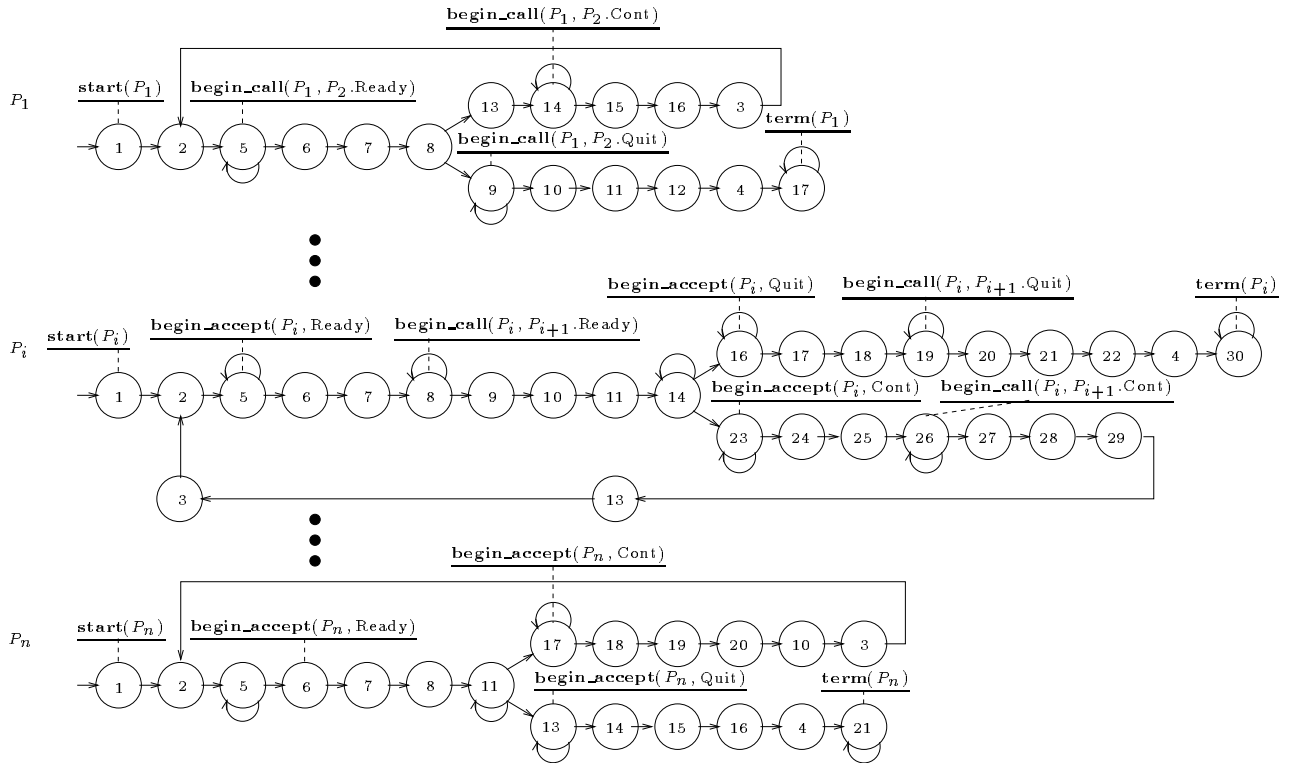 begin_call(P1, P2.Cont)
P1
start(P1)
begin_call(P1, P2.Ready)
13 14 15 16 3
term(P1)
1 2 5 6 7 8
begin_call(P1, P2.Quit)
9 10 11 12 4 17
begin_accept(Pi, Quit)
begin_call(Pi, Pi+1.Quit)
term(Pi)
Pi
start(Pi)
begin_accept(Pi, Ready)
begin_call(Pi, Pi+1.Ready)
16 17 18 19 20 21 22 4 30
1 2 5 6 7 8 9 10 11 14
begin_accept(Pi, Cont)
begin_call(Pi, Pi+1.Cont)
23 24 25 26 27 28 29
3 13
begin_accept(Pn, Cont)
Pn
start(Pn)
begin_accept(Pn, Ready)
17 18 19 20 10 3
1 2 5 6 7 8 11
begin_accept(Pn, Quit)
term(Pn)
13 14 15 16 4 21